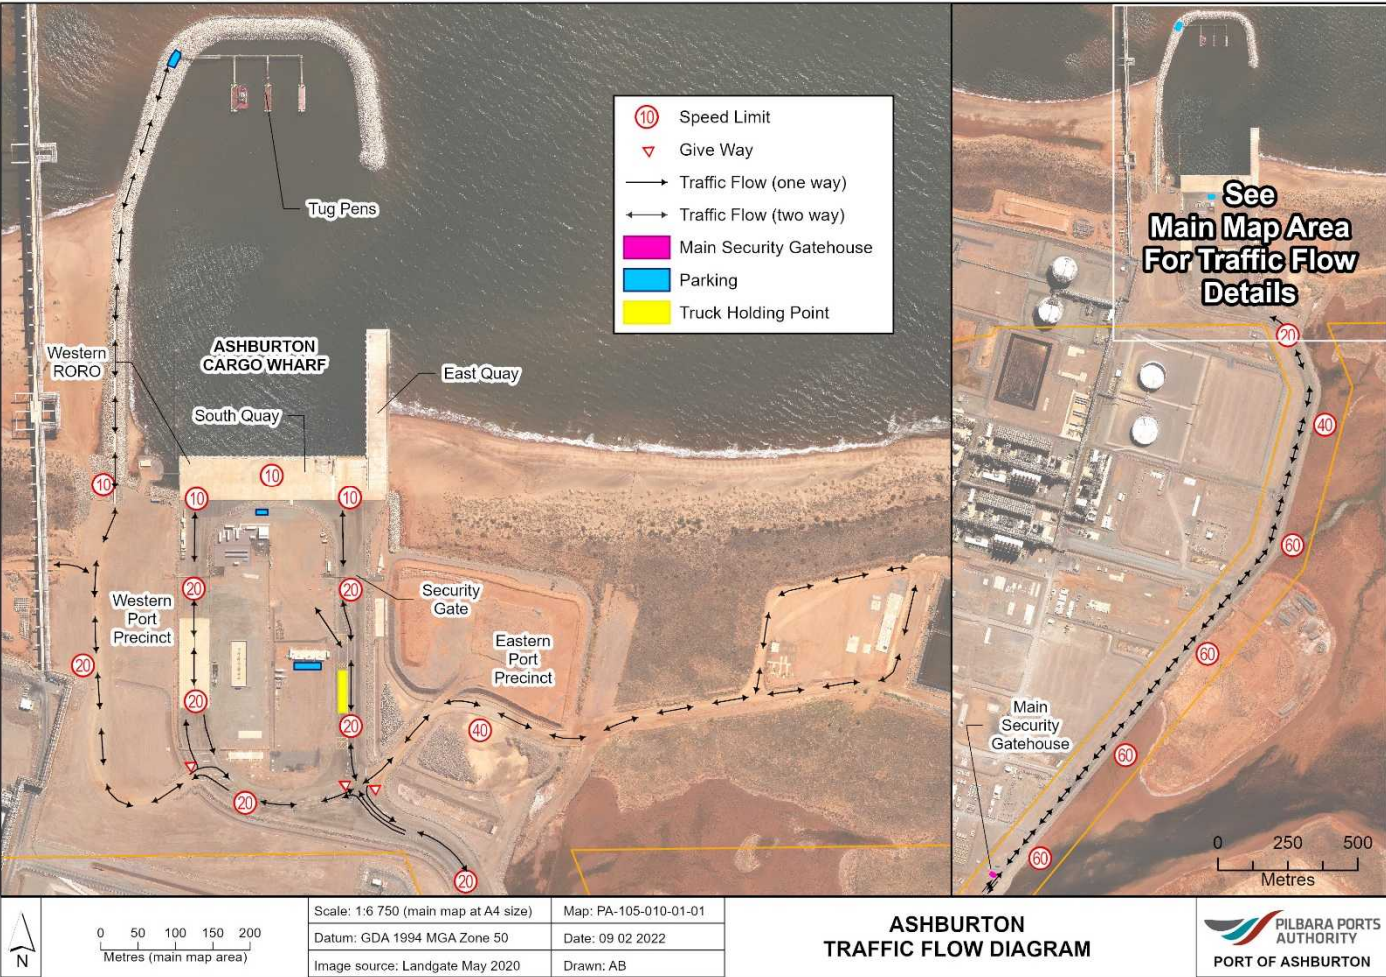 10
Speed Limit
Give Way
Traffic Flow (one way)
Traffic Flow (two way)
Main Security Gatehouse
Parking
Truck Holding Point
Tug Pens
Western
RORO
ASHBURTON
CARGO WHARF
East Quay
South Quay
10
10
10
10
20
20
Security
Gate
Western
Port
Precinct
Eastern
Port
Precinct
20
20
20
40
20
20
See
Main Map Area
For Traffic Flow
Details
20
40
60
60
60
60
Main
Security
Gatehouse
0 250 500
Metres
N
0 50 100 150 200
Metres (main map area)
Scale: 1:6 750 (main map at A4 size)
Map: PA-105-010-01-01
Datum: GDA 1994 MGA Zone 50
Date: 09 02 2022
Image source: Landgate May 2020
Drawn: AB
ASHBURTON
TRAFFIC FLOW DIAGRAM
PILBARA PORTS
AUTHORITY
PORT OF ASHBURTON